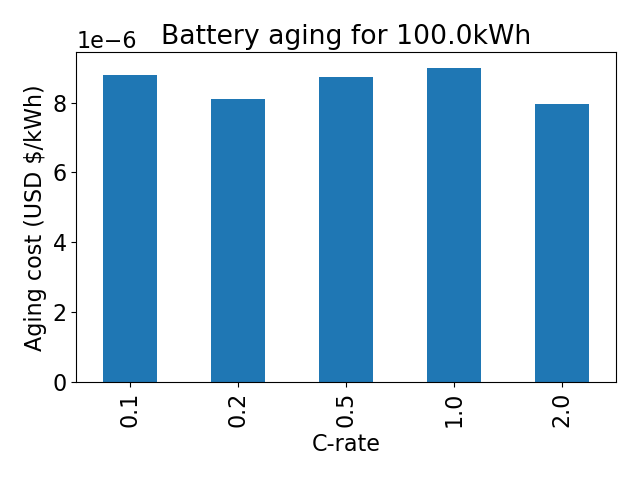 Battery aging for 100.0kWh
1e−6
Aging cost (USD $/kWh)
8
6
4
2
0
0.1
0.2
0.5
1.0
2.0
C-rate